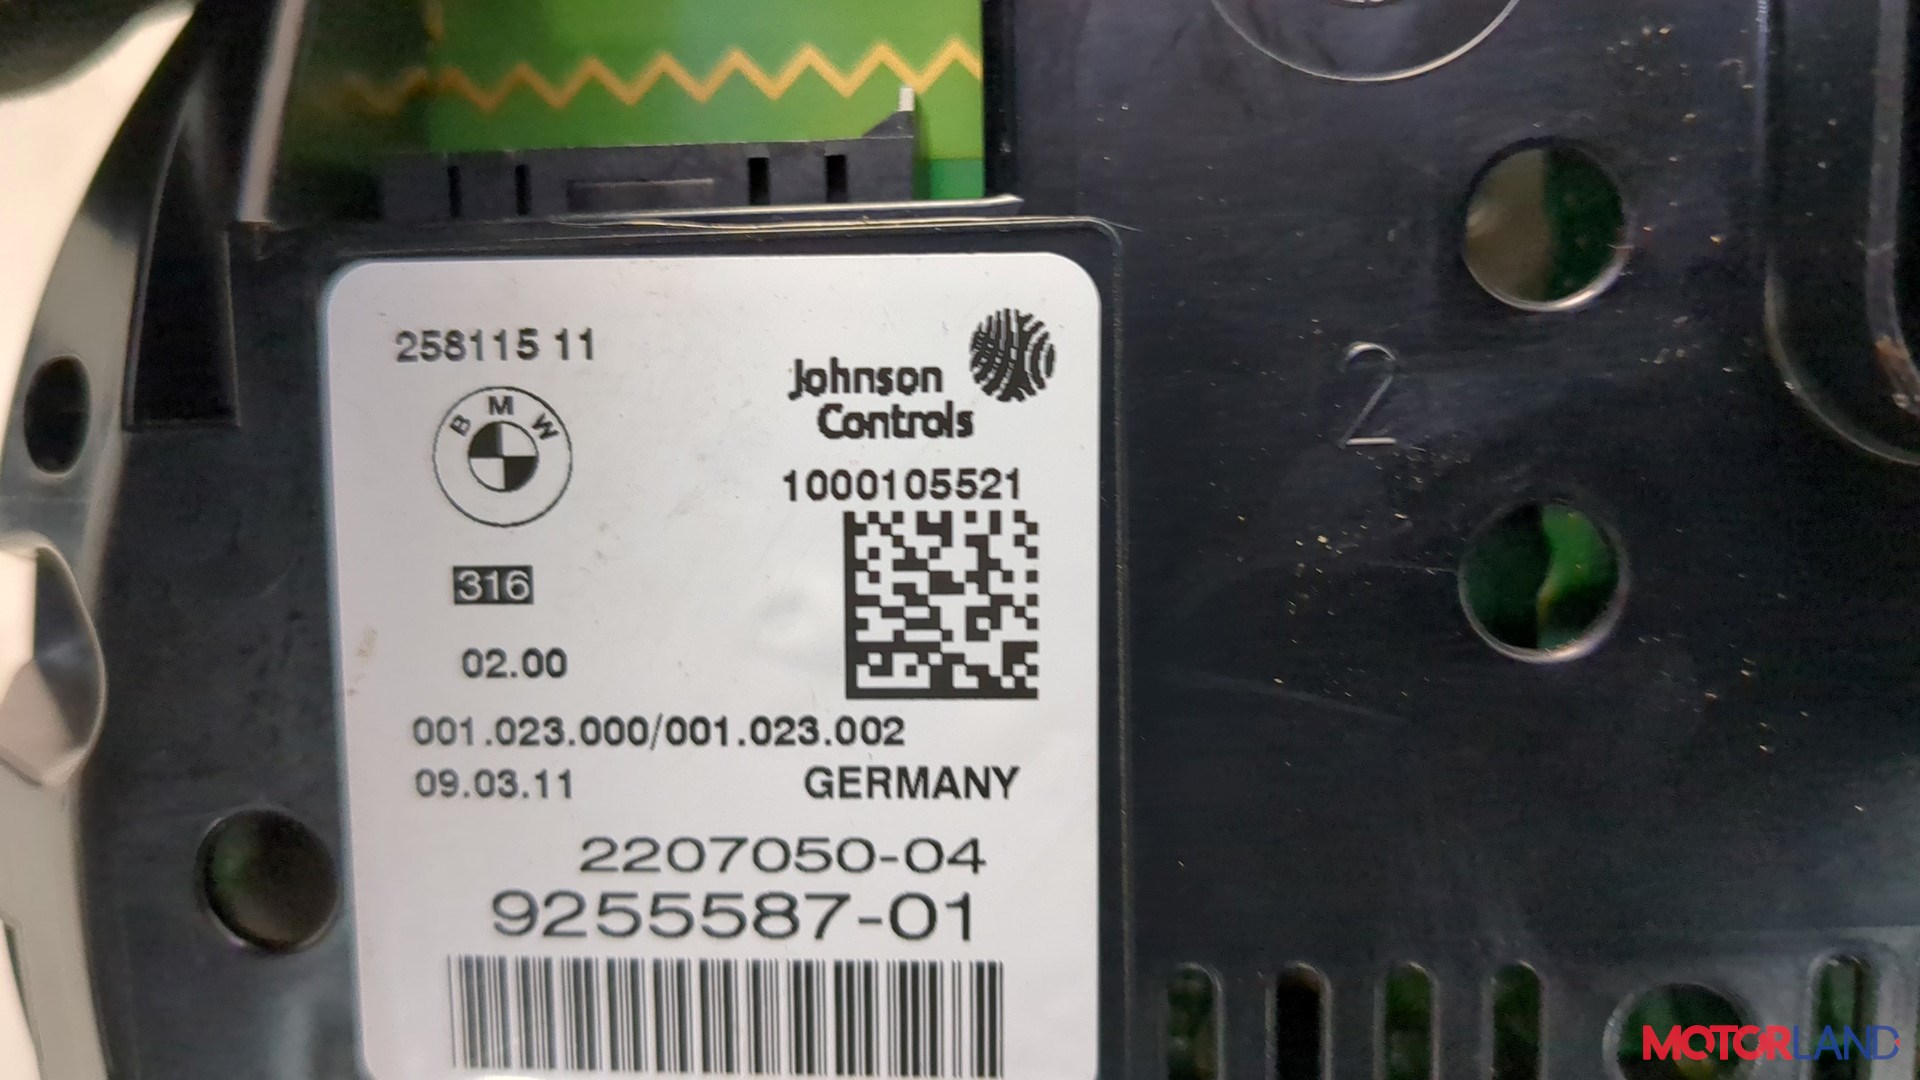 258115 11
BMW
Johnson
Controls
1000105521
316
02.00
001.023.000/001.023.002
09.03.11
GERMANY
2207050-04
9255587-01
2
MOTORLAND